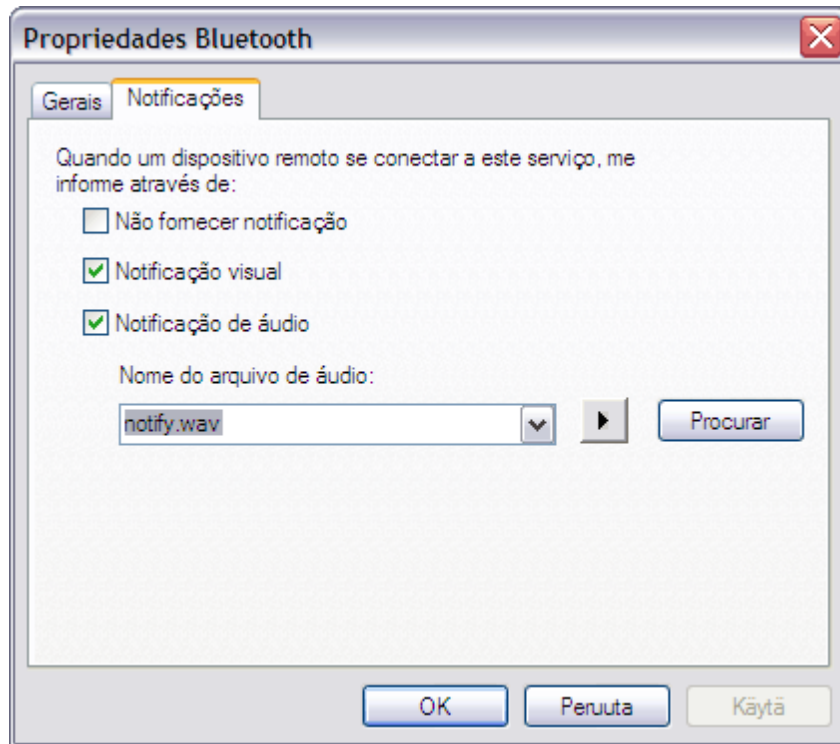 Propriedades Bluetooth
Gerais
Notificações
Quando um dispositivo remoto se conectar a este serviço, me
informe através de:
Não fornecer notificação
Notificação visual
Notificação de áudio
Nome do arquivo de áudio:
notify.wav
Procurar
OK
Peruuta
Käytä